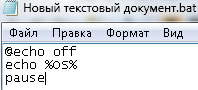 Новый текстовый документ.bat
Файл Правка Формат Вид
@echo off
echo %OS%
pause